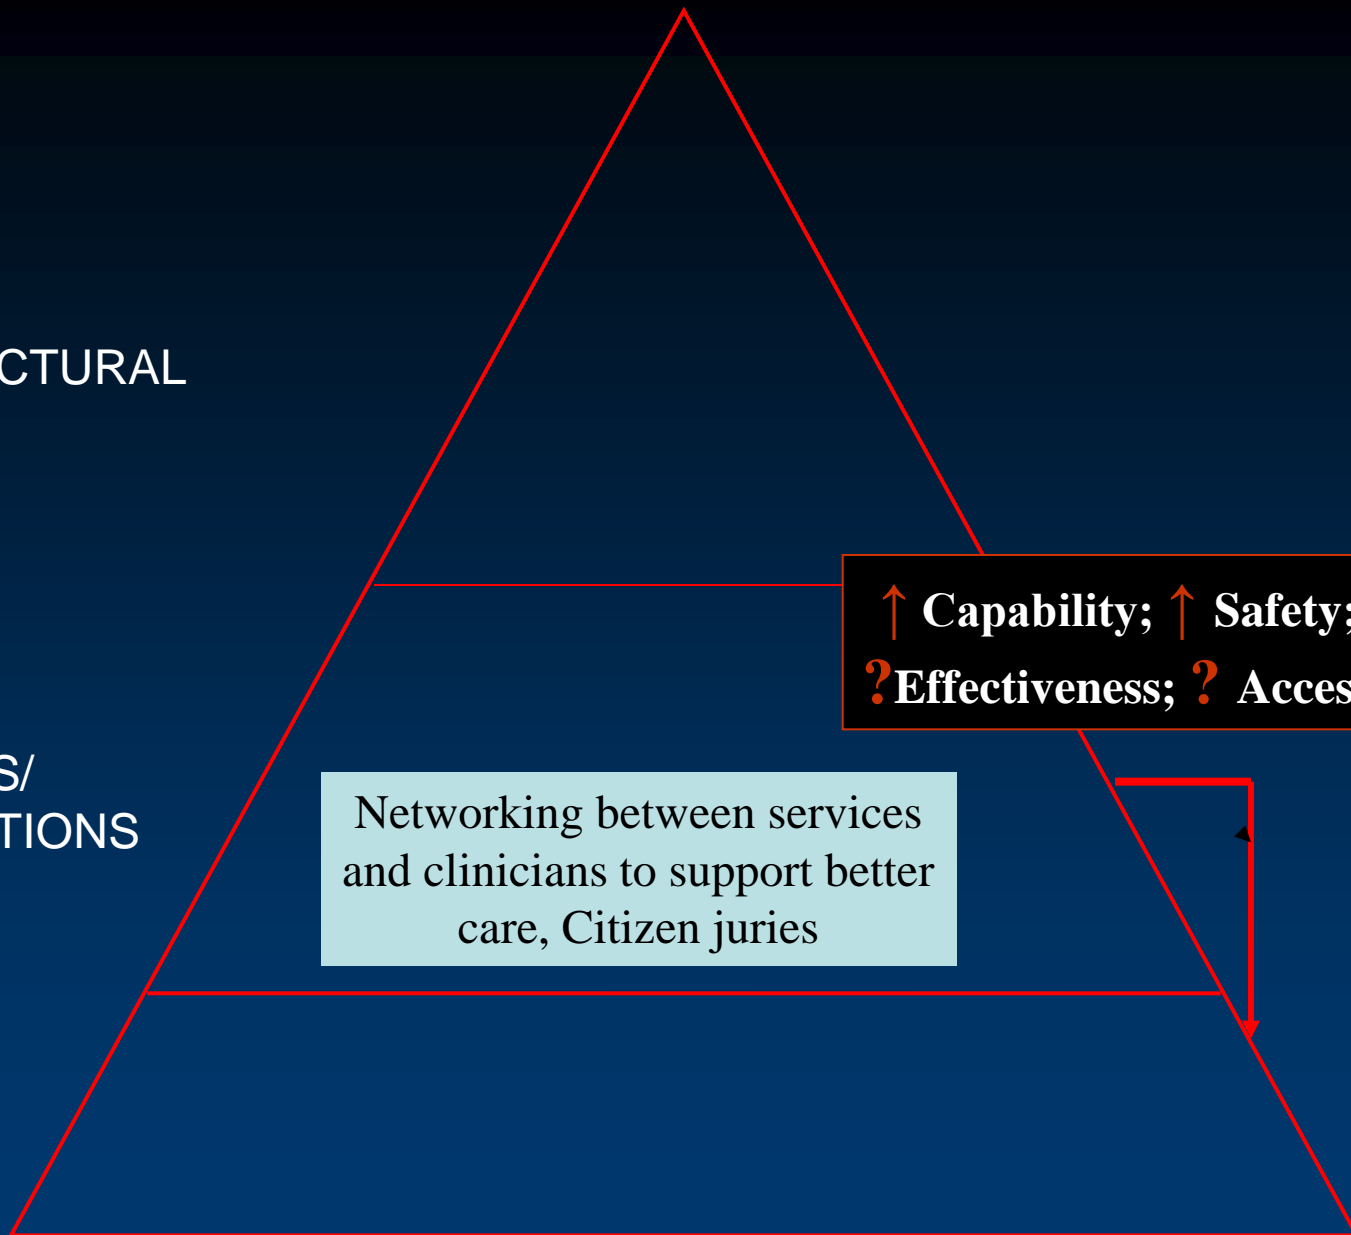 CTURAL
↑ Capability; ↑ Safety;
?Effectiveness; ? Acces
S/
TIONS
Networking between services
and clinicians to support better
care, Citizen juries